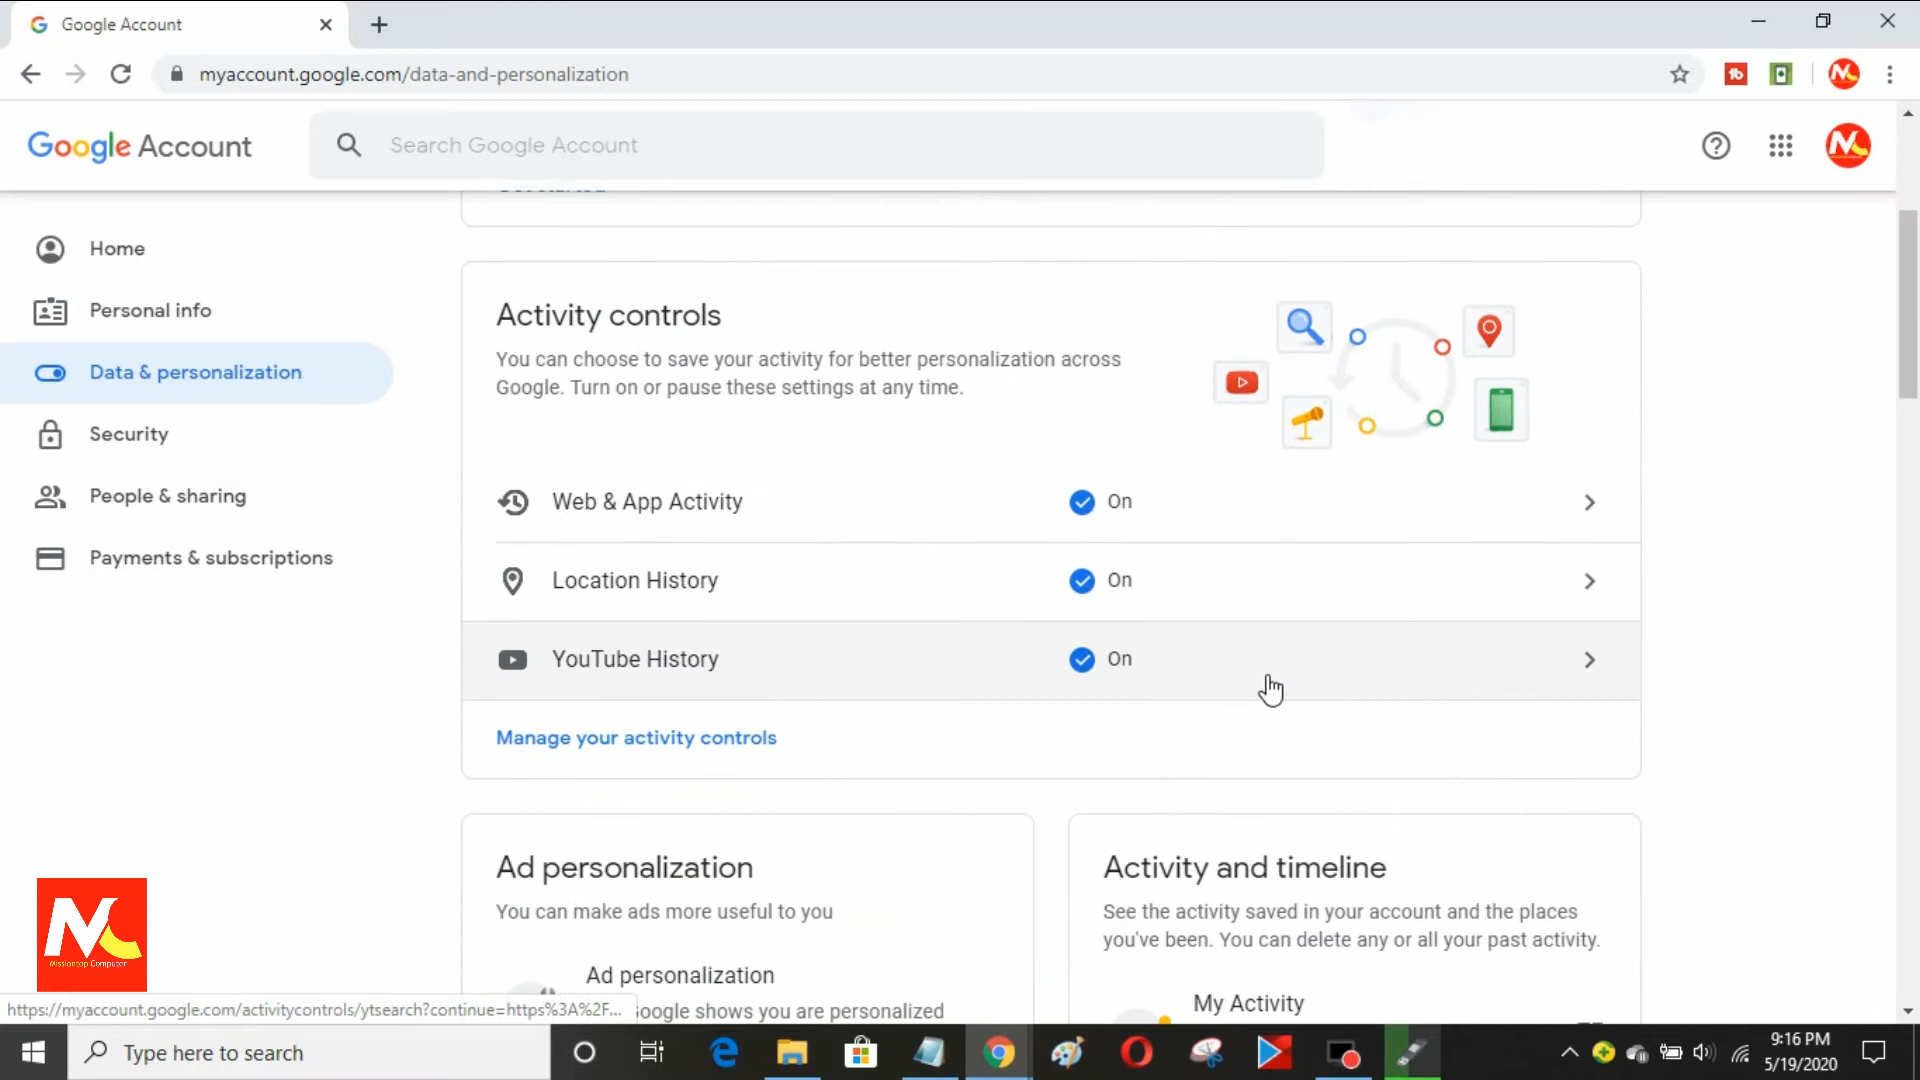 Google Account
myaccount.google.com/data-and-personalization
Google Account
Search Google Account
Home
Personal info
Data & personalization
Security
People & sharing
Payments & subscriptions
Activity controls
You can choose to save your activity for better personalization across
Google. Turn on or pause these settings at any time.
Web & App Activity
On
Location History
On
YouTube History
On
Manage your activity controls
Ad personalization
You can make ads more useful to you
Ad personalization
oogle shows you are personalized
Activity and timeline
See the activity saved in your account and the places
you've been. You can delete any or all your past activity.
My Activity
Missiontop Computer
https://myaccount.google.com/activitycontrols/ytsearch?continue=https%3A%2F...
Type here to search
9:16 PM
5/19/2020